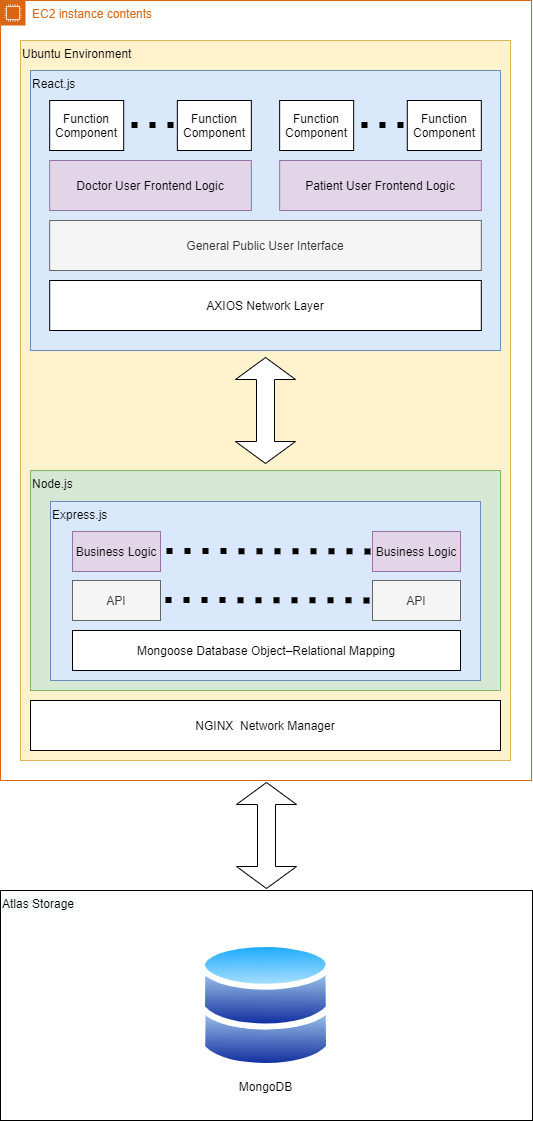 EC2 instance contents
Ubuntu Environment
React.js
Function
Component
Function
Component
Function
Component
Function
Component
Doctor User Frontend Logic
Patient User Frontend Logic
General Public User Interface
AXIOS Network Layer
Node.js
Express.js
Business Logic
Business Logic
API
API
Mongoose Database Object–Relational Mapping
NGINX  Network Manager
Atlas Storage
MongoDB